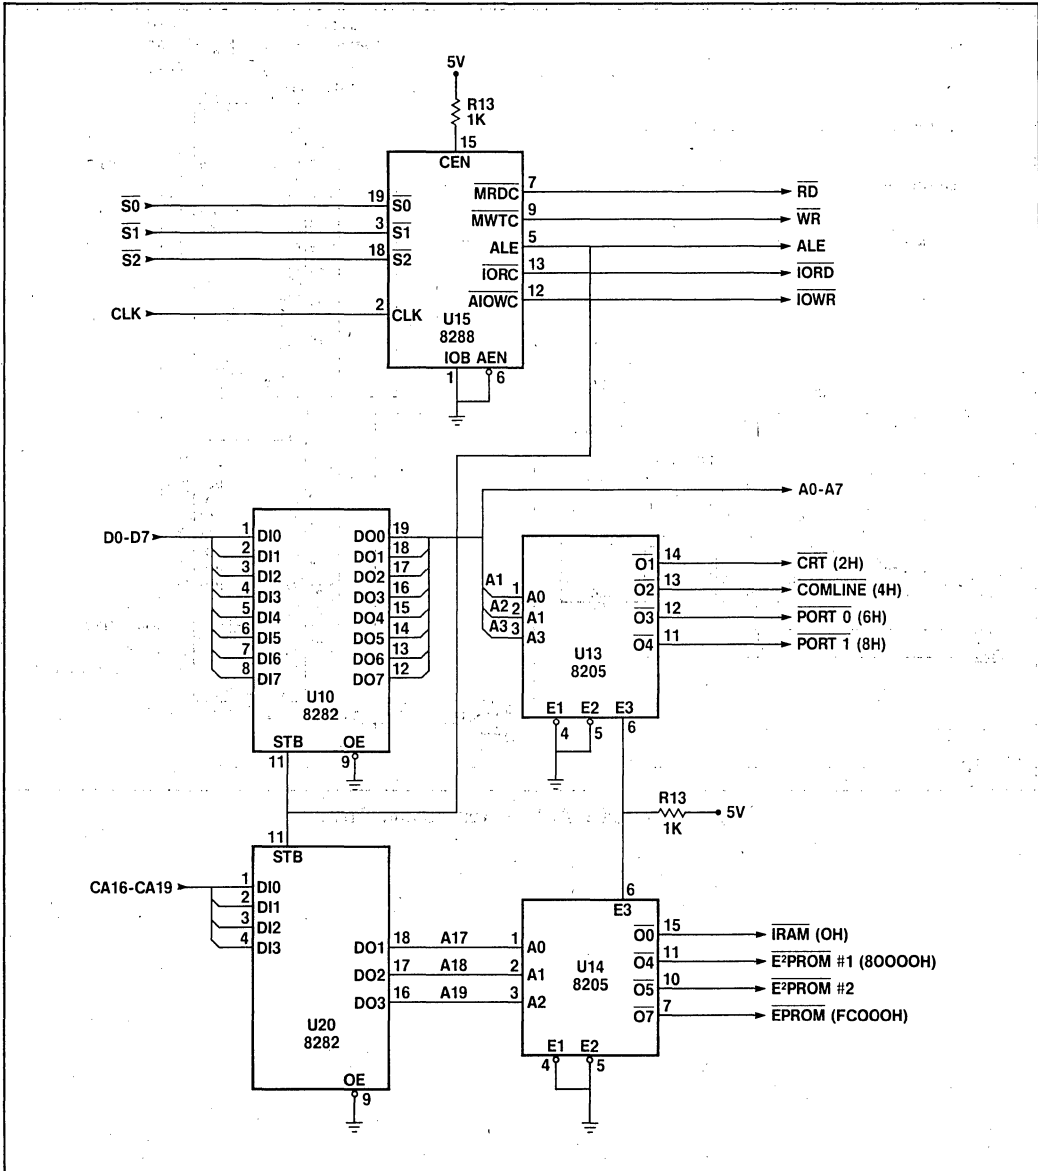 5V
R13
1K
15
CEN
S0 19 S0
S1 3 S1
S2 18 S2
CLK 2 CLK
MRDC 7 RD
MWTC 9 WR
ALE 5 ALE
IORC 13 IORD
AIOWC 12 IOWR
U15
8288
IOB AEN
1 6
A0-A7
D0-D7
1 DI0
2 DI1
3 DI2
4 DI3
5 DI4
6 DI5
7 DI6
8 DI7
DO0 19
DO1 18
DO2 17
DO3 16
DO4 15
DO5 14
DO6 13
DO7 12
U10
8282
STB OE
11 9
A1 1 A0
A2 2 A1
A3 3 A3
O1 14 CRT (2H)
O2 13 COMLINE (4H)
O3 12 PORT 0 (6H)
O4 11 PORT 1 (8H)
U13
8205
E1 E2 E3
4 5 6
R13
1K
5V
11
STB
CA16-CA19
1 DI0
2 DI1
3 DI2
4 DI3
DO1 18 A17 1 A0
DO2 17 A18 2 A1
DO3 16 A19 3 A2
U20
8282
OE
9
6
E3
O0 15 IRAM (OH)
O4 11 E²PROM #1 (8OOOOH)
O5 10 E²PROM #2
O7 7 EPROM (FCOOOH)
U14
8205
E1 E2
4 5